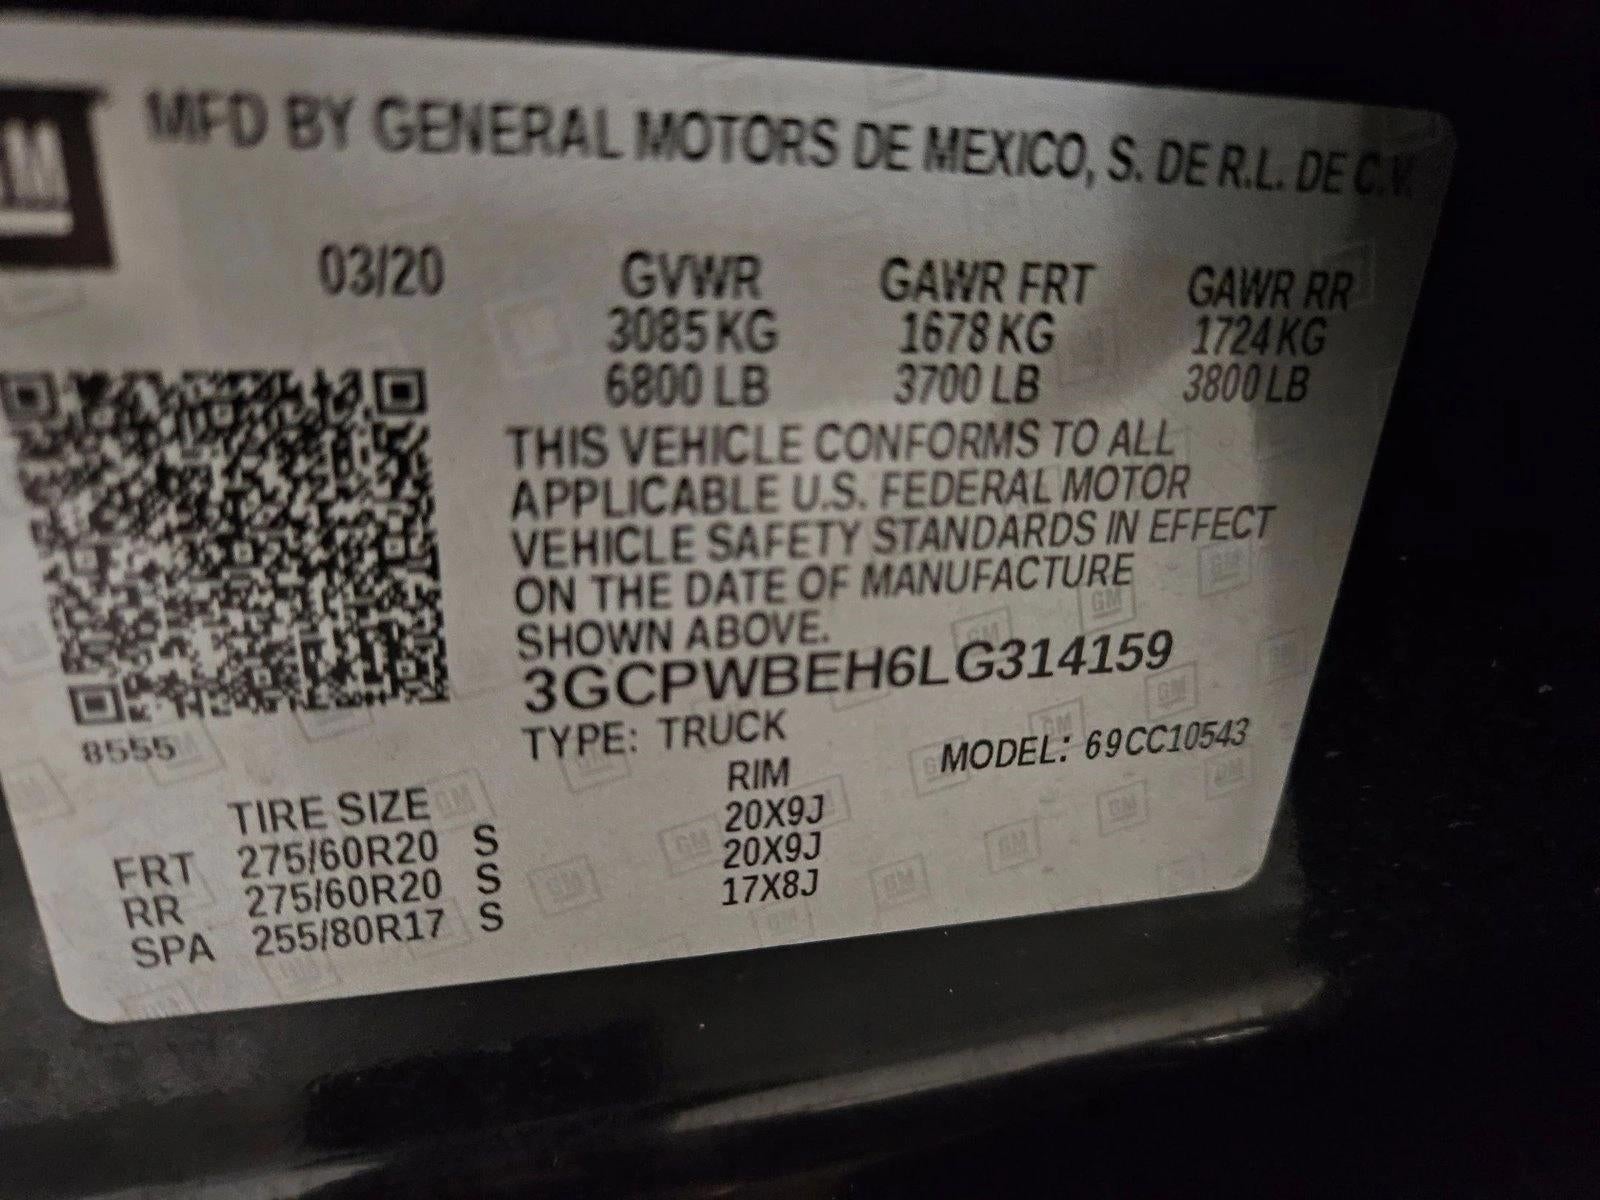 GM
MFD BY GENERAL MOTORS DE MEXICO, S. DE R.L. DE C.V.
03/20 GVWR GAWR FRT GAWR RR
3085 KG 1678 KG 1724 KG
6800 LB 3700 LB 3800 LB
THIS VEHICLE CONFORMS TO ALL
APPLICABLE U.S. FEDERAL MOTOR
VEHICLE SAFETY STANDARDS IN EFFECT
ON THE DATE OF MANUFACTURE
SHOWN ABOVE.
3GCPWBEH6LG314159
8555 TYPE: TRUCK MODEL: 69CC10543
TIRE SIZE RIM
FRT 275/60R20 S 20X9J
RR 275/60R20 S 20X9J
SPA 255/80R17 S 17X8J